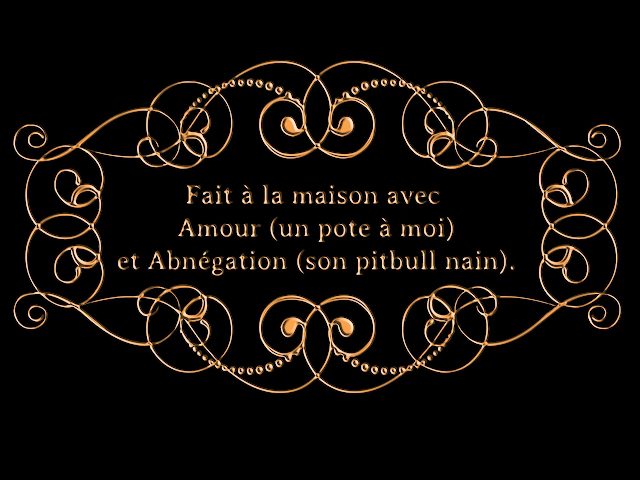 Fait à la maison avec
Amour (un pote à moi)
et Abnégation (son pitbull nain).